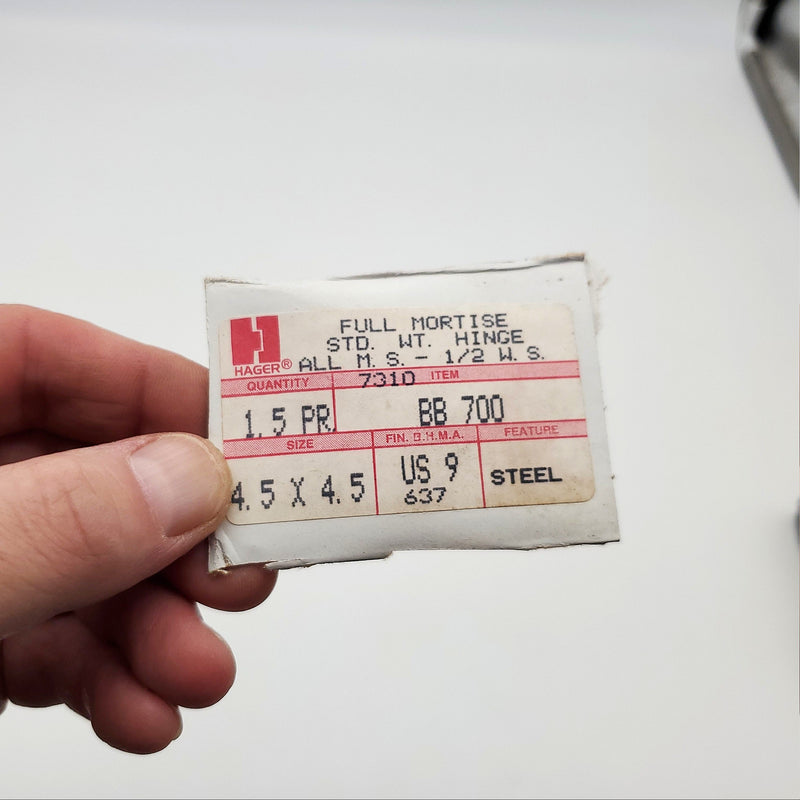 FULL MORTISE
STD. WT. HINGE
HAGER® ALL M. S. - 1/2 W. S.
QUANTITY 7310 ITEM
1.5 PR BB 700
SIZE FIN. B.H.M.A. FEATURE
4.5 X 4.5 US 9 STEEL
637